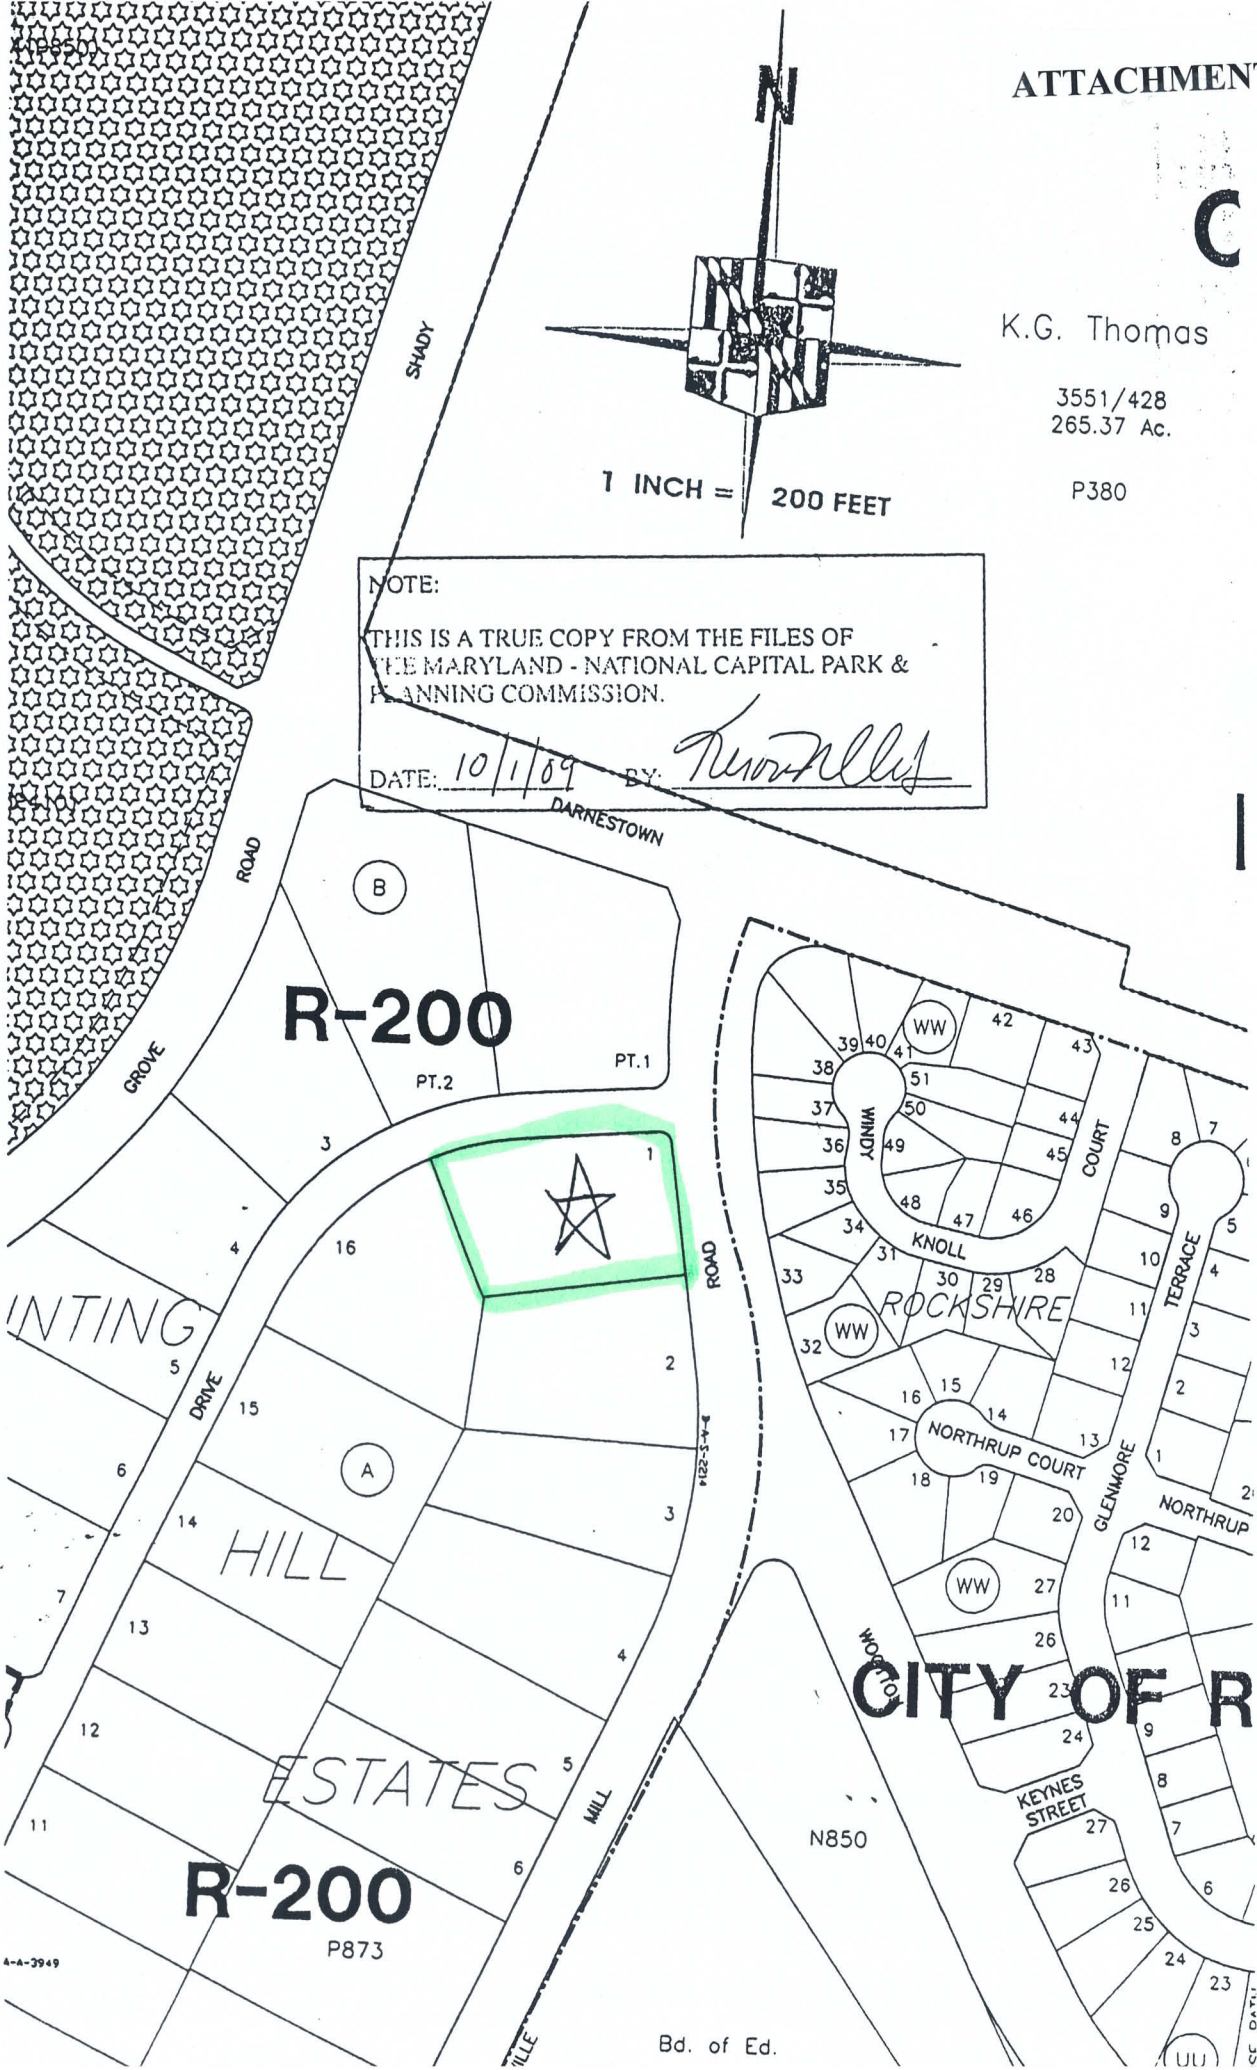 ATTACHMENT
N
C
K.G. Thomas
3551/428
265.37 Ac.
P380
SHADY
1 INCH = 200 FEET
NOTE:
THIS IS A TRUE COPY FROM THE FILES OF
THE MARYLAND - NATIONAL CAPITAL PARK &
PLANNING COMMISSION.
DATE: 10/1/09 BY:
DARNESTOWN
ROAD
B
R-200
GROVE
PT.2
PT.1
3
1
16
4
ROAD
INTING
5
DRIVE
15
2
A
B-A-S-2214
6
14
3
HILL
7
13
4
12
ESTATES
5
MILL
11
6
R-200
P873
A-A-3949
ILLE
Bd. of Ed.
N850
WW
42
43
39
40
41
38
51
37
50
44
WINDY
36
49
45
COURT
35
48
47
46
34
KNOLL
31
33
30
29
28
ROCKSHIRE
32
WW
7
8
9
5
10
4
TERRACE
11
3
12
2
16
15
14
13
1
17
NORTHRUP COURT
18
19
20
GLENMORE
NORTHRUP
12
WW
27
11
26
WOOTTON
CITY OF R
23
24
9
8
KEYNES
STREET
27
7
26
6
25
24
23
UU